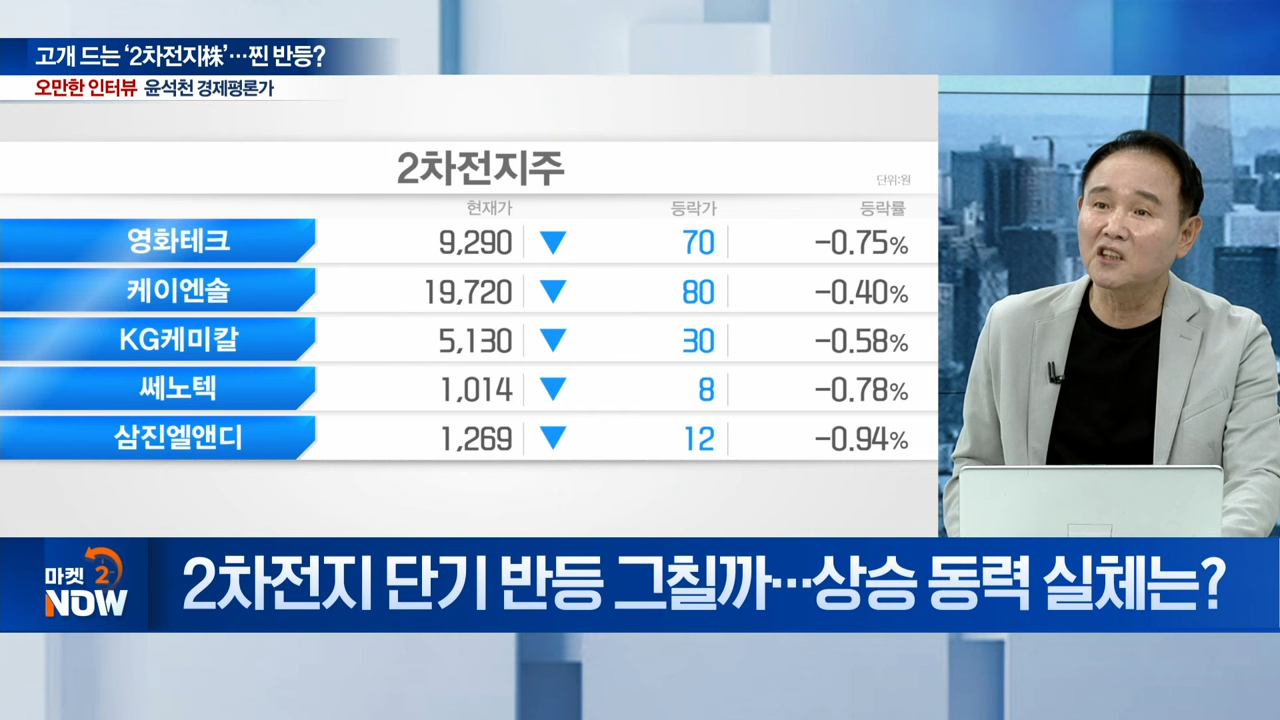 고개 드는 '2차전지株'…찐 반등?
오만한 인터뷰 윤석천 경제평론가
2차전지주
단위:원
현재가 등락가 등락률
영화테크 9,290 ▼ 70 -0.75%
케이엔솔 19,720 ▼ 80 -0.40%
KG케미칼 5,130 ▼ 30 -0.58%
쎄노텍 1,014 ▼ 8 -0.78%
삼진엘앤디 1,269 ▼ 12 -0.94%
마켓 2
NOW
2차전지 단기 반등 그칠까…상승 동력 실체는?